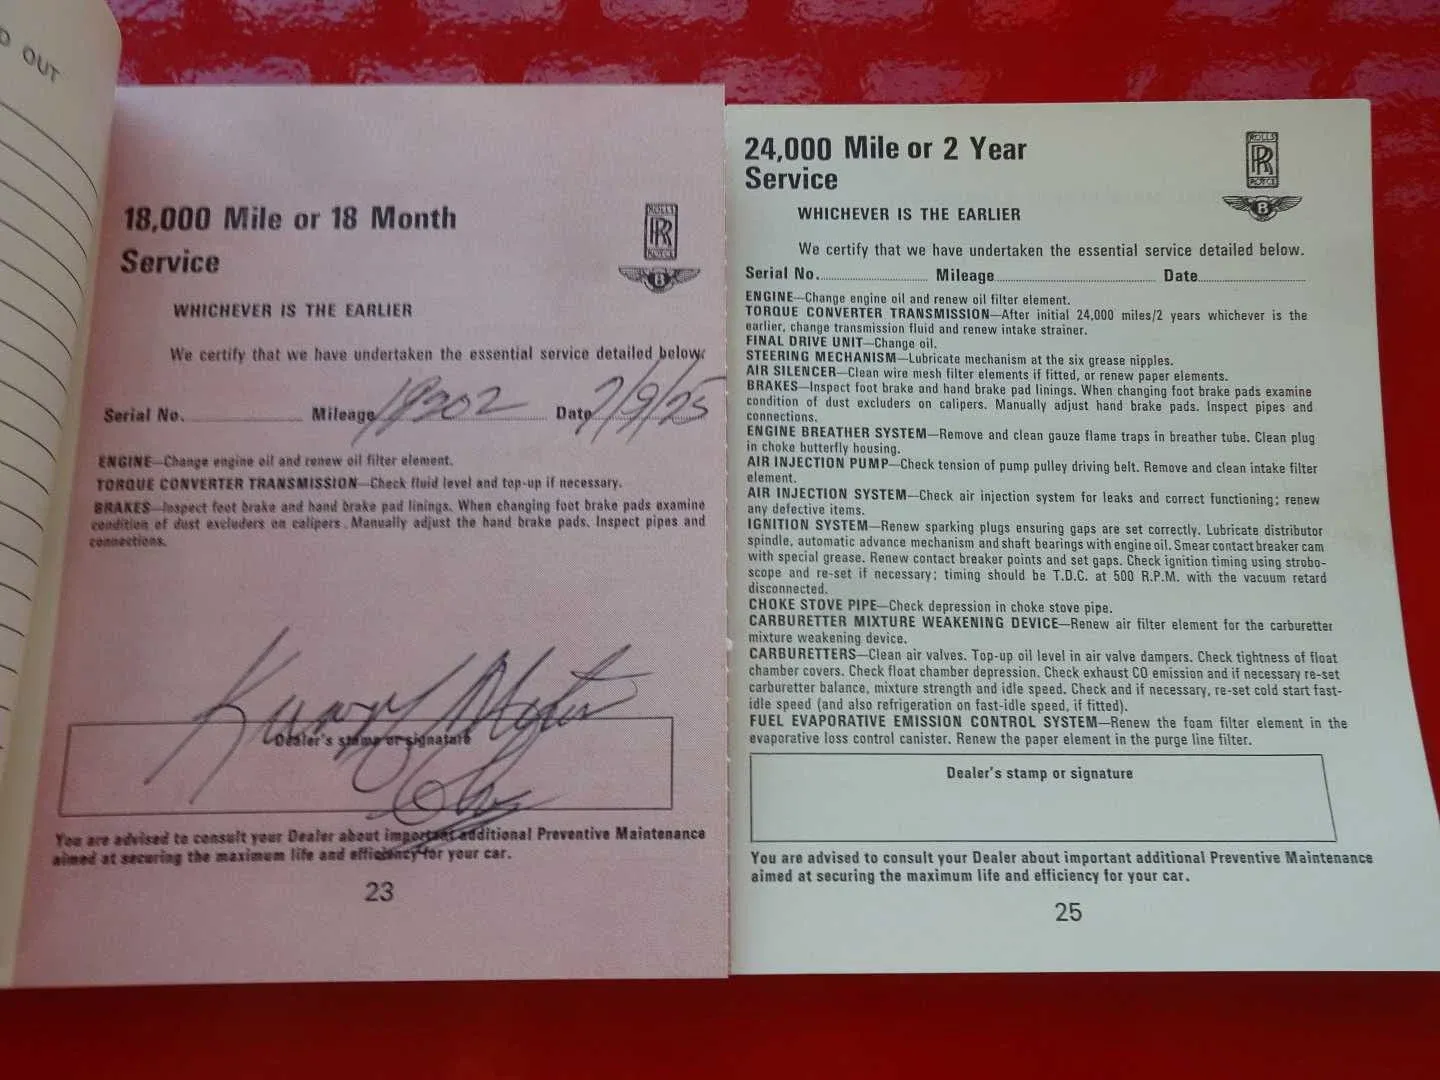 D OUT
18,000 Mile or 18 Month
Service
ROLLS
RR
ROYCE
B
WHICHEVER IS THE EARLIER
We certify that we have undertaken the essential service detailed below.
Serial No. Mileage 18302 Date 7/9/25
ENGINE—Change engine oil and renew oil filter element.
TORQUE CONVERTER TRANSMISSION—Check fluid level and top-up if necessary.
BRAKES—Inspect foot brake and hand brake pad linings. When changing foot brake pads examine
condition of dust excluders on calipers. Manually adjust the hand brake pads. Inspect pipes and
connections.
Dealer's stamp or signature
You are advised to consult your Dealer about important additional Preventive Maintenance
aimed at securing the maximum life and efficiency for your car.
23
24,000 Mile or 2 Year
Service
ROLLS
RR
ROYCE
B
WHICHEVER IS THE EARLIER
We certify that we have undertaken the essential service detailed below.
Serial No. Mileage Date
ENGINE—Change engine oil and renew oil filter element.
TORQUE CONVERTER TRANSMISSION—After initial 24,000 miles/2 years whichever is the
earlier, change transmission fluid and renew intake strainer.
FINAL DRIVE UNIT—Change oil.
STEERING MECHANISM—Lubricate mechanism at the six grease nipples.
AIR SILENCER—Clean wire mesh filter elements if fitted, or renew paper elements.
BRAKES—Inspect foot brake and hand brake pad linings. When changing foot brake pads examine
condition of dust excluders on calipers. Manually adjust hand brake pads. Inspect pipes and
connections.
ENGINE BREATHER SYSTEM—Remove and clean gauze flame traps in breather tube. Clean plug
in choke butterfly housing.
AIR INJECTION PUMP—Check tension of pump pulley driving belt. Remove and clean intake filter
element.
AIR INJECTION SYSTEM—Check air injection system for leaks and correct functioning; renew
any defective items.
IGNITION SYSTEM—Renew sparking plugs ensuring gaps are set correctly. Lubricate distributor
spindle, automatic advance mechanism and shaft bearings with engine oil. Smear contact breaker cam
with special grease. Renew contact breaker points and set gaps. Check ignition timing using strobo-
scope and re-set if necessary; timing should be T.D.C. at 500 R.P.M. with the vacuum retard
disconnected.
CHOKE STOVE PIPE—Check depression in choke stove pipe.
CARBURETTER MIXTURE WEAKENING DEVICE—Renew air filter element for the carburetter
mixture weakening device.
CARBURETTERS—Clean air valves. Top-up oil level in air valve dampers. Check tightness of float
chamber covers. Check float chamber depression. Check exhaust CO emission and if necessary re-set
carburetter balance, mixture strength and idle speed. Check and if necessary, re-set cold start fast-
idle speed (and also refrigeration on fast-idle speed, if fitted).
FUEL EVAPORATIVE EMISSION CONTROL SYSTEM—Renew the foam filter element in the
evaporative loss control canister. Renew the paper element in the purge line filter.
Dealer's stamp or signature
You are advised to consult your Dealer about important additional Preventive Maintenance
aimed at securing the maximum life and efficiency for your car.
25